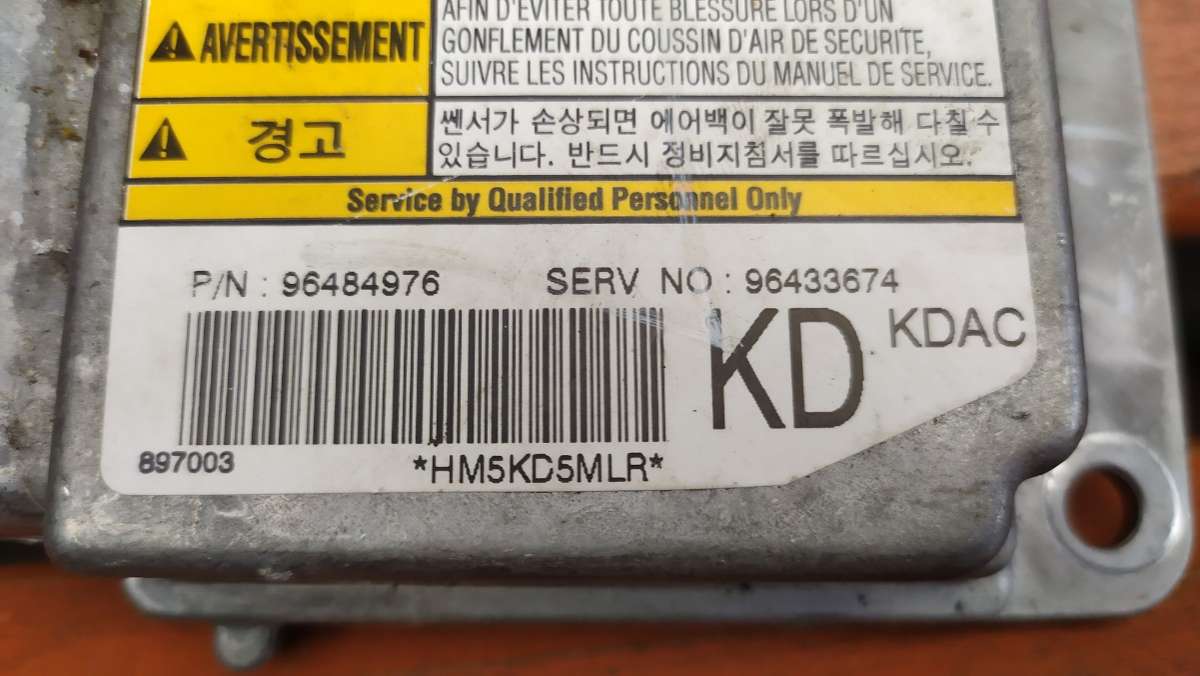 AFIN D'ÉVITER TOUTE BLESSURE LORS D'UN
AVERTISSEMENT
GONFLEMENT DU COUSSIN D'AIR DE SECURITE,
SUIVRE LES INSTRUCTIONS DU MANUEL DE SERVICE.
경고
쎈서가 손상되면 에어백이 잘못 폭발해 다칠수
있습니다. 반드시 정비지침서를 따르십시오.
Service by Qualified Personnel Only
P/N : 96484976 SERV NO : 96433674
KD KDAC
897003 *HM5KD5MLR*